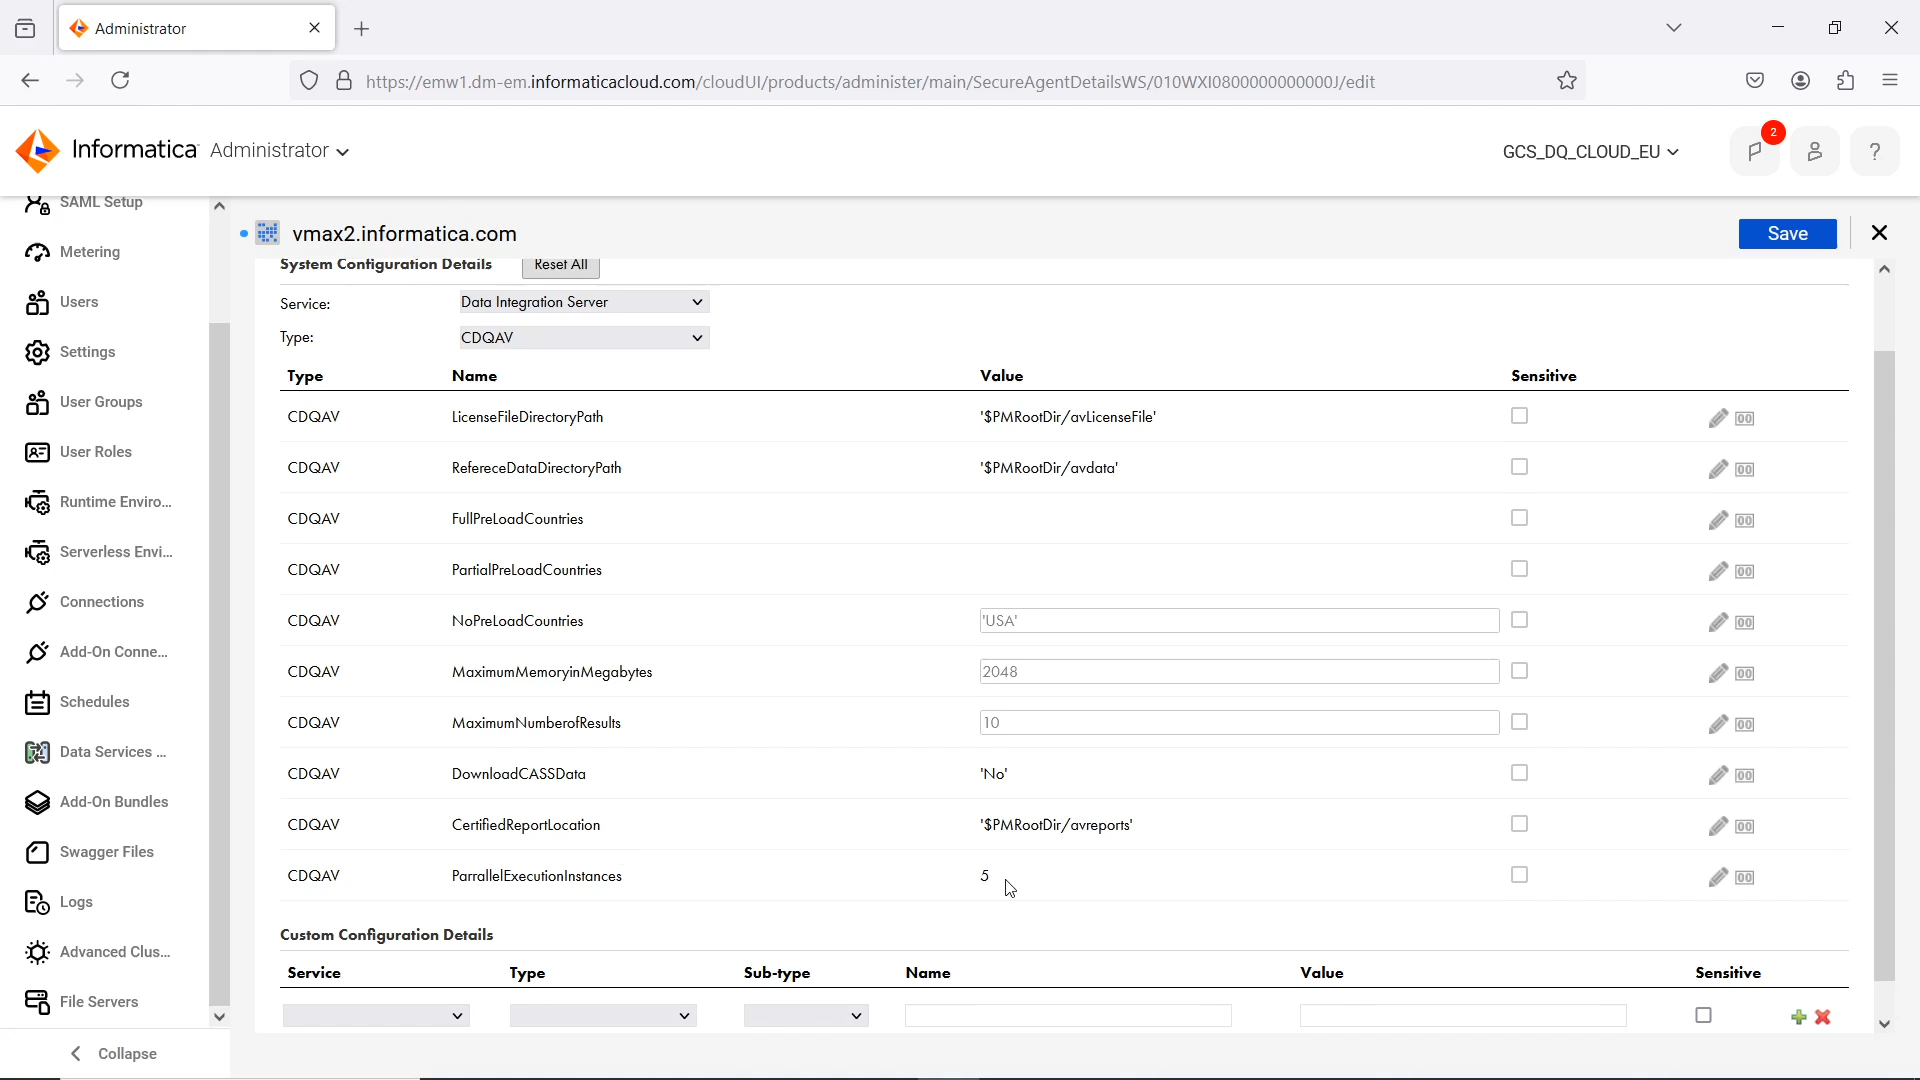 Administrator
https://emw1.dm-em.informaticacloud.com/cloudUI/products/administer/main/SecureAgentDetailsWS/010WXI0800000000000J/edit
Informatica Administrator
GCS_DQ_CLOUD_EU
2
?
SAML Setup
Metering
Users
Settings
User Groups
User Roles
Runtime Enviro...
Serverless Envi...
Connections
Add-On Conne...
Schedules
Data Services ...
Add-On Bundles
Swagger Files
Logs
Advanced Clus...
File Servers
Collapse
vmax2.informatica.com
Save
System Configuration Details Reset All
Service: Data Integration Server
Type: CDQAV
Type Name Value Sensitive
CDQAV LicenseFileDirectoryPath '$PMRootDir/avLicenseFile'
CDQAV RefereceDataDirectoryPath '$PMRootDir/avdata'
CDQAV FullPreLoadCountries
CDQAV PartialPreLoadCountries
CDQAV NoPreLoadCountries 'USA'
CDQAV MaximumMemoryinMegabytes 2048
CDQAV MaximumNumberofResults 10
CDQAV DownloadCASSData 'No'
CDQAV CertifiedReportLocation '$PMRootDir/avreports'
CDQAV ParrallelExecutionInstances 5
Custom Configuration Details
Service Type Sub-type Name Value Sensitive